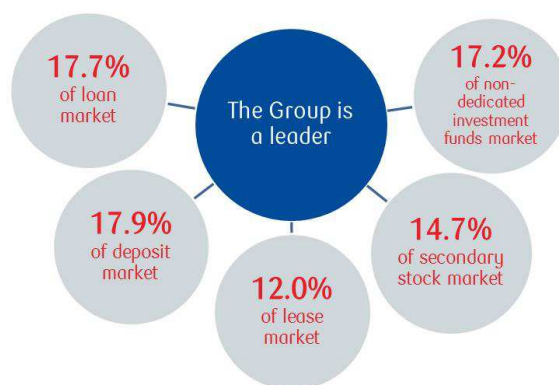 17.7%
of loan
market
The Group is
a leader
17.2%
of non-
dedicated
investment
funds market
17.9%
of deposit
market
12.0%
of lease
market
14.7%
of secondary
stock market